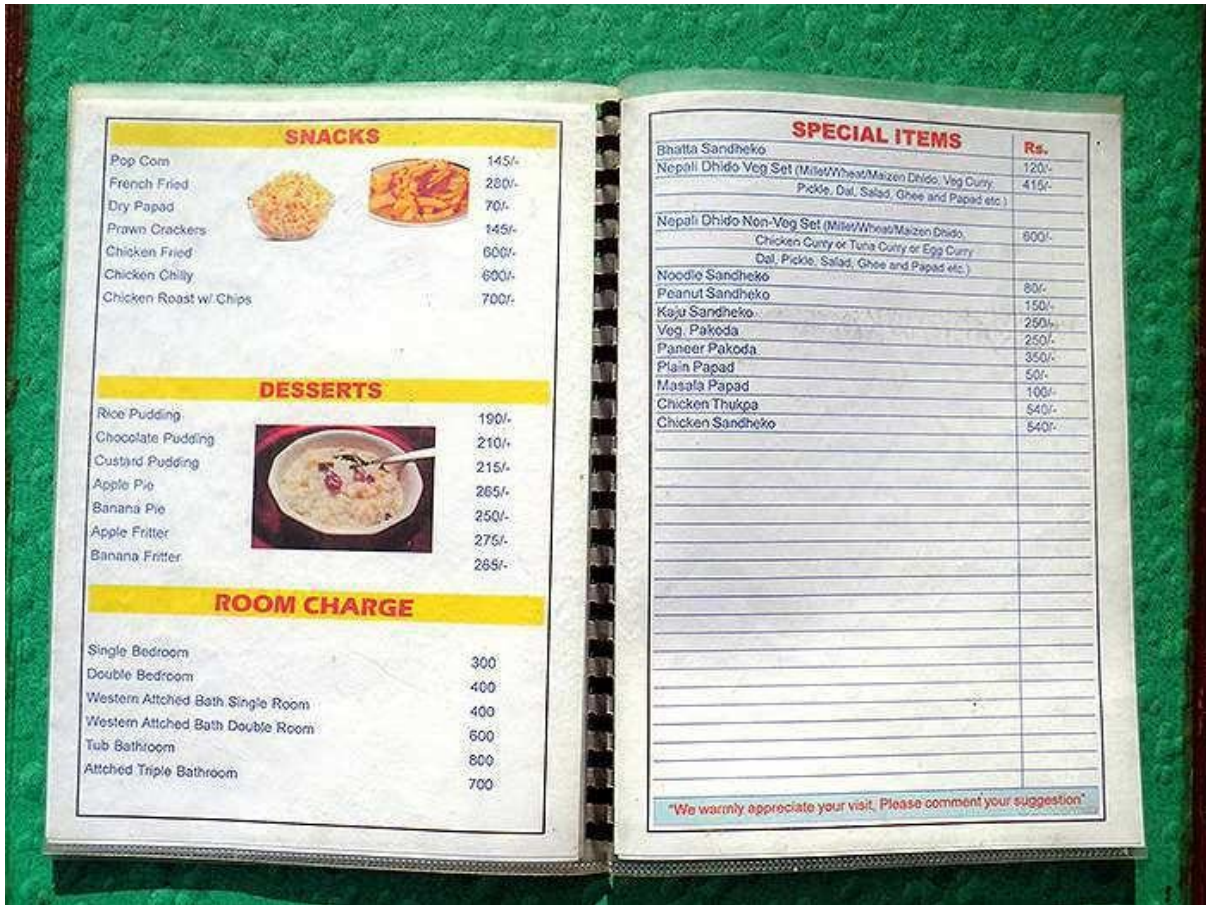 SNACKS
Pop Corn 145/-
French Fried 280/-
Dry Papad 70/-
Prawn Crackers 145/-
Chicken Fried 600/-
Chicken Chilly 600/-
Chicken Roast w/ Chips 700/-
DESSERTS
Rice Pudding 190/-
Chocolate Pudding 210/-
Custard Pudding 215/-
Apple Pie 265/-
Banana Pie 250/-
Apple Fritter 275/-
Banana Fritter 265/-
ROOM CHARGE
Single Bedroom 300
Double Bedroom 400
Western Attched Bath Single Room 400
Western Attched Bath Double Room 600
Tub Bathroom 800
Attched Triple Bathroom 700
SPECIAL ITEMS Rs.
Bhatta Sandheko 120/-
Nepali Dhido Veg Set (Millet/Wheat/Maizen Dhido, Veg Curry, 415/-
Pickle, Dal, Salad, Ghee and Papad etc.)
Nepali Dhido Non-Veg Set (Millet/Wheat/Maizen Dhido, 600/-
Chicken Curry or Tuna Curry or Egg Curry
Dal, Pickle, Salad, Ghee and Papad etc.)
Noodle Sandheko 80/-
Peanut Sandheko 150/-
Kaju Sandheko 250/-
Veg. Pakoda 250/-
Paneer Pakoda 350/-
Plain Papad 50/-
Masala Papad 100/-
Chicken Thukpa 540/-
Chicken Sandheko 540/-
"We warmly appreciate your visit, Please comment your suggestion"